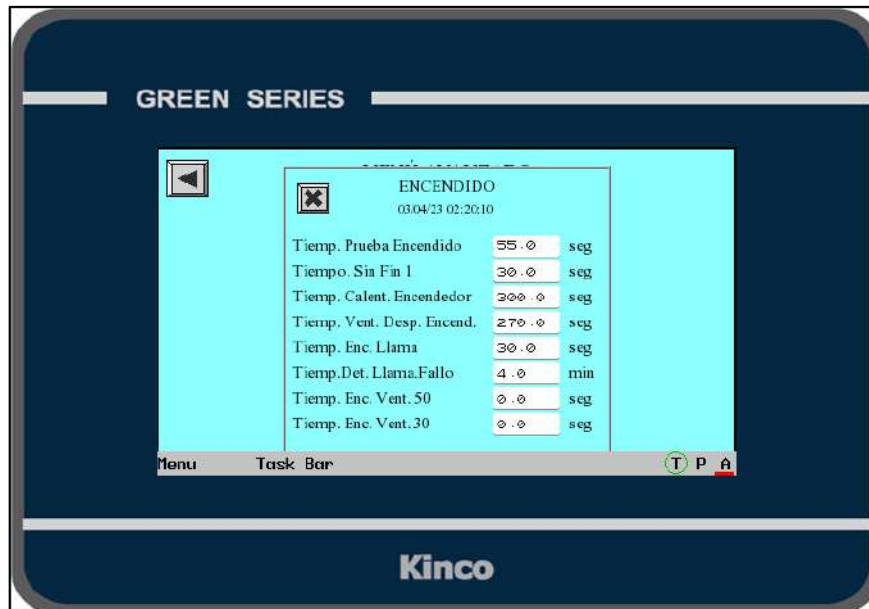 GREEN SERIES
ENCENDIDO
03/04/23 02:20:10
Tiemp. Prueba Encendido 55.0 seg
Tiempo. Sin Fin 1 30.0 seg
Tiemp. Calent. Encendedor 300.0 seg
Tiemp. Vent. Desp. Encend. 270.0 seg
Tiemp. Enc. Llama 30.0 seg
Tiemp.Det. Llama.Fallo 4.0 min
Tiemp. Enc. Vent. 50 0.0 seg
Tiemp. Enc. Vent. 30 0.0 seg
Menu Task Bar T P A
Kinco